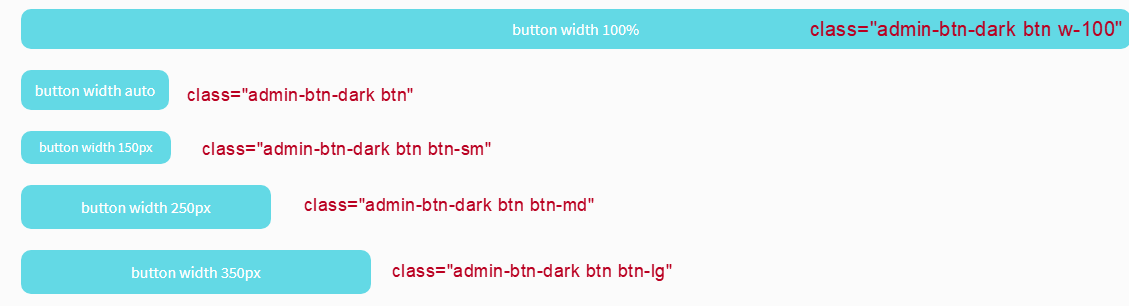 button width 100% class="admin-btn-dark btn w-100"
button width auto class="admin-btn-dark btn"
button width 150px class="admin-btn-dark btn btn-sm"
button width 250px class="admin-btn-dark btn btn-md"
button width 350px class="admin-btn-dark btn btn-lg"